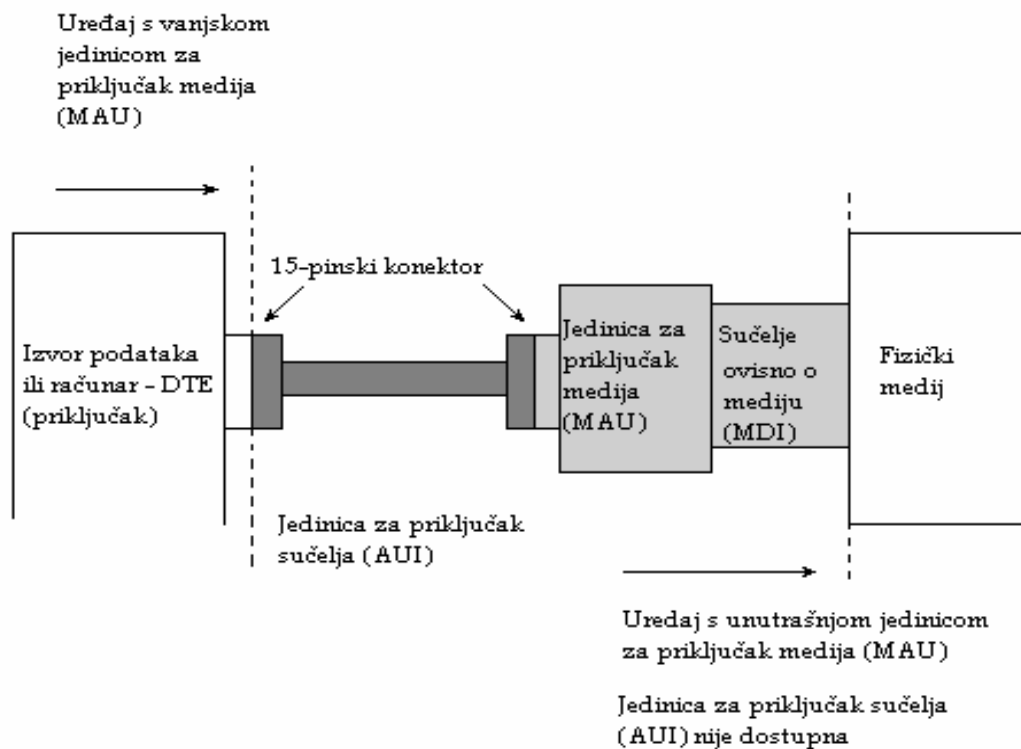 Uređaj s vanjskom
jedinicom za
priključak medija
(MAU)
15-pinski konektor
Izvor podataka
ili računar - DTE
(priključak)
Jedinica za
priključak
medija
(MAU)
Sučelje
ovisno o
mediju
(MDI)
Fizički
medij
Jedinica za priključak
sučelja (AUI)
Uređaj s unutrašnjom jedinicom
za priključak medija (MAU)
Jedinica za priključak sučelja
(AUI) nije dostupna